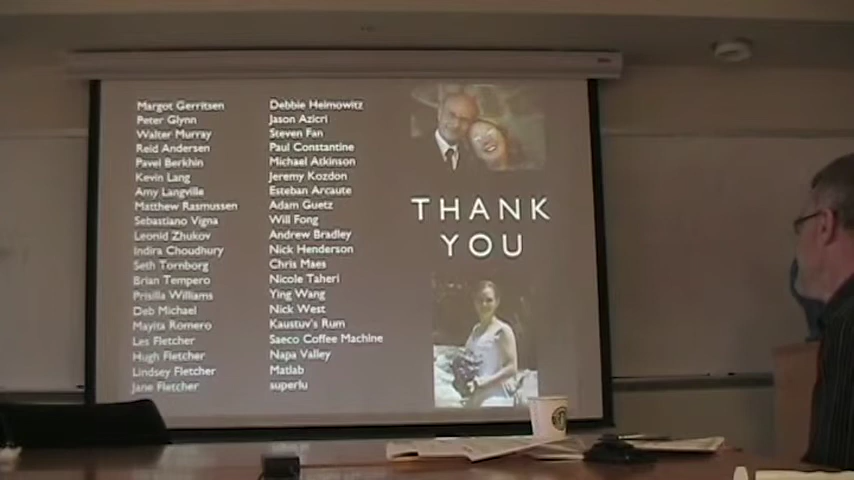 Margot Gerritsen
Peter Glynn
Walter Murray
Reid Andersen
Pavel Berkhin
Kevin Lang
Amy Langville
Matthew Rasmussen
Sebastiano Vigna
Leonid Zhukov
Indira Choudhury
Seth Tornborg
Brian Tempero
Prisilla Williams
Deb Michael
Mayita Romero
Les Fletcher
Hugh Fletcher
Lindsey Fletcher
Jane Fletcher
Debbie Heimowitz
Jason Azicri
Steven Fan
Paul Constantine
Michael Atkinson
Jeremy Kozdon
Esteban Arcaute
Adam Guetz
Will Fong
Andrew Bradley
Nick Henderson
Chris Maes
Nicole Taheri
Ying Wang
Nick West
Kaustuv's Rum
Saeco Coffee Machine
Napa Valley
Matlab
superlu
THANK
YOU